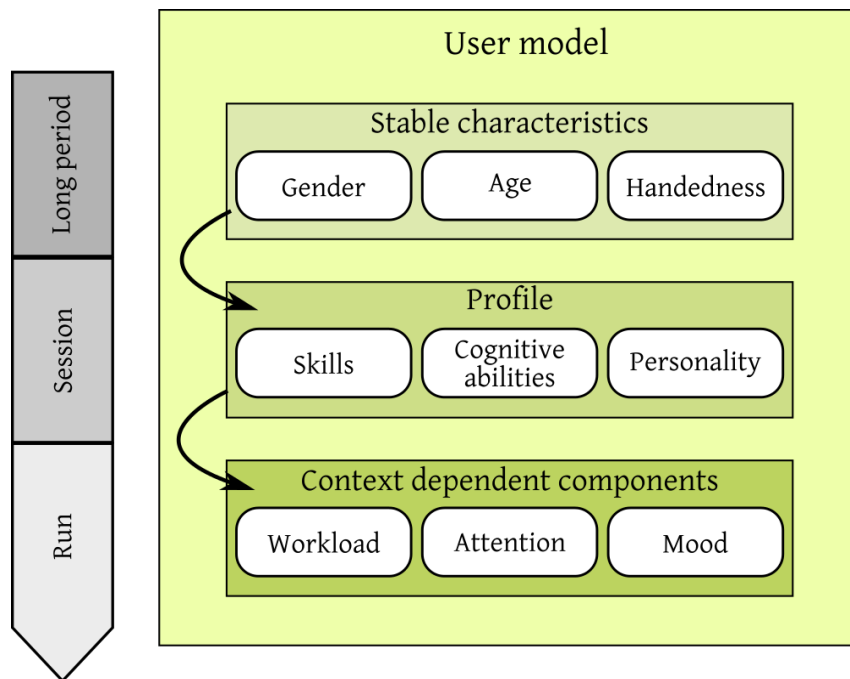 User model
Long period
Stable characteristics
Gender
Age
Handedness
Session
Profile
Skills
Cognitive
abilities
Personality
Run
Context dependent components
Workload
Attention
Mood